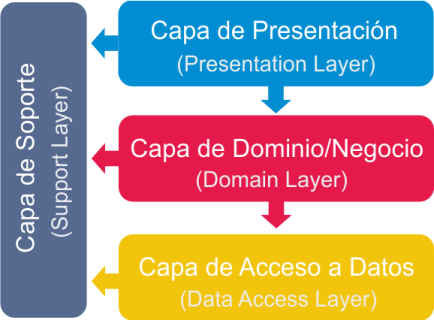 Capa de Soporte
(Support Layer)
Capa de Presentación
(Presentation Layer)
Capa de Dominio/Negocio
(Domain Layer)
Capa de Acceso a Datos
(Data Access Layer)